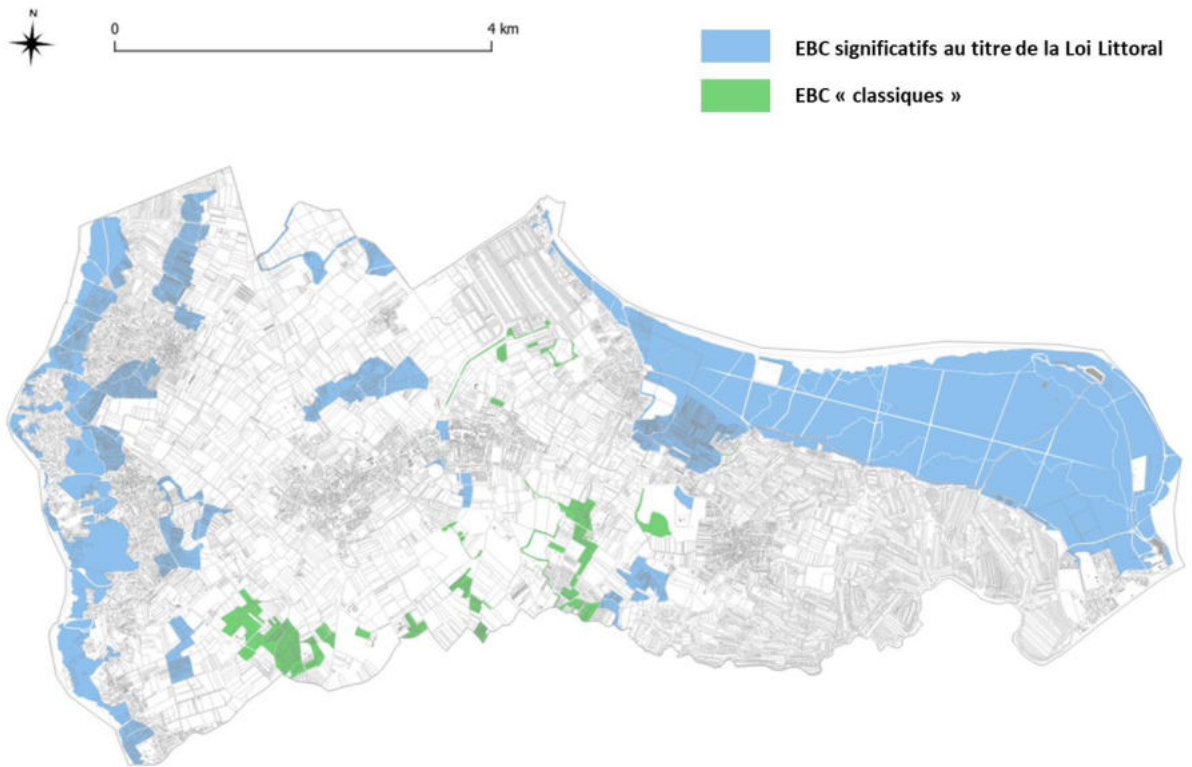 N
0
4 km
EBC significatifs au titre de la Loi Littoral
EBC « classiques »